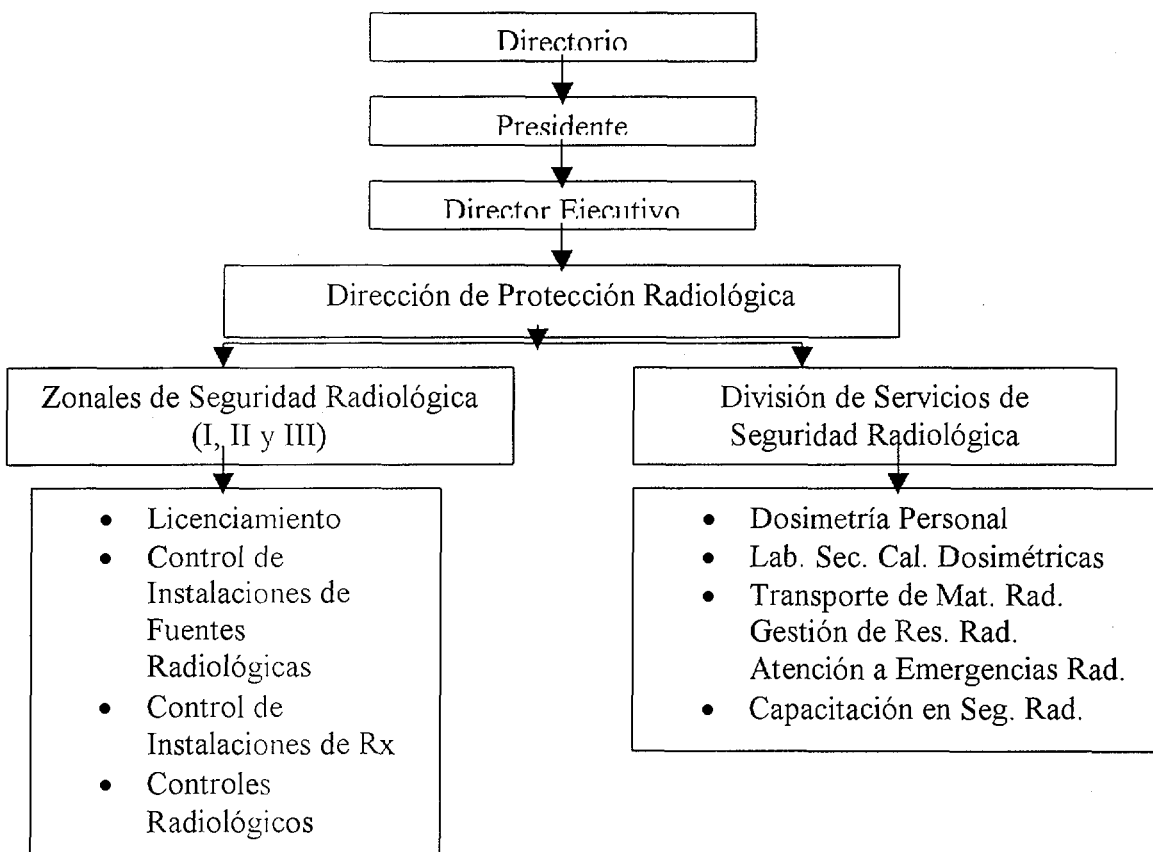 Directorio
Presidente
Director Ejecutivo
Dirección de Protección Radiológica
Zonales de Seguridad Radiológica
(I, II y III)
División de Servicios de
Seguridad Radiológica
• Licenciamiento
• Control de
Instalaciones de
Fuentes
Radiológicas
• Control de
Instalaciones de Rx
• Controles
Radiológicos
• Dosimetría Personal
• Lab. Sec. Cal. Dosimétricas
• Transporte de Mat. Rad.
Gestión de Res. Rad.
Atención a Emergencias Rad.
• Capacitación en Seg. Rad.